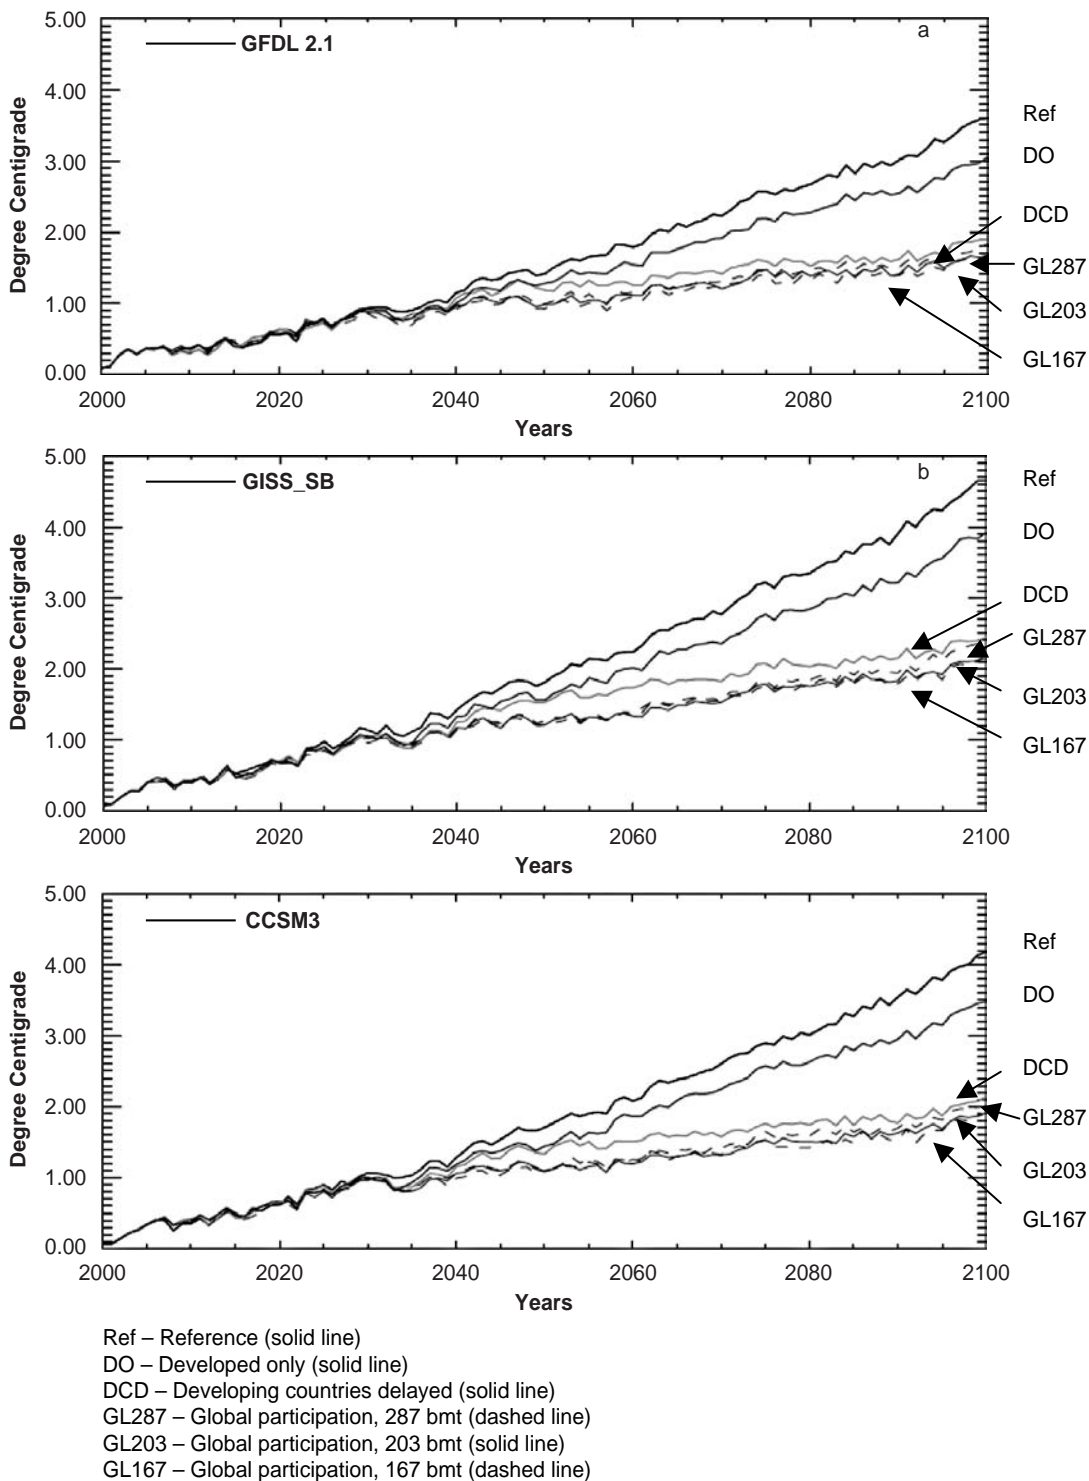 5.00
GFDL 2.1
a
4.00
Ref
3.00
DO
2.00
DCD
GL287
1.00
GL203
GL167
0.00
Degree Centigrade
2000 2020 2040 2060 2080 2100
Years
5.00
GISS_SB
b
Ref
4.00
DO
3.00
DCD
GL287
2.00
GL203
1.00
GL167
0.00
Degree Centigrade
2000 2020 2040 2060 2080 2100
Years
5.00
CCSM3
Ref
4.00
DO
3.00
DCD
2.00
GL287
GL203
1.00
GL167
0.00
Degree Centigrade
2000 2020 2040 2060 2080 2100
Years
Ref – Reference (solid line)
DO – Developed only (solid line)
DCD – Developing countries delayed (solid line)
GL287 – Global participation, 287 bmt (dashed line)
GL203 – Global participation, 203 bmt (solid line)
GL167 – Global participation, 167 bmt (dashed line)